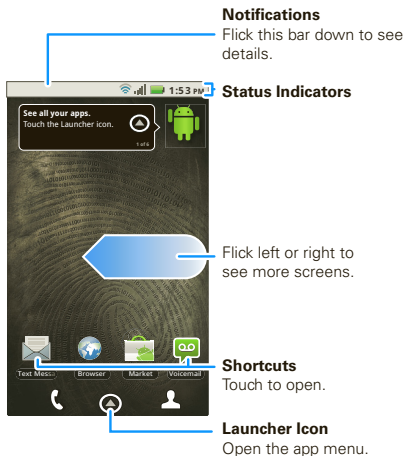 Notifications
Flick this bar down to see
details.
1:53 PM
Status Indicators
See all your apps.
Touch the Launcher icon.
1 of 6
Flick left or right to
see more screens.
Text Messa
Browser
Market
Voicemail
Shortcuts
Touch to open.
Launcher Icon
Open the app menu.